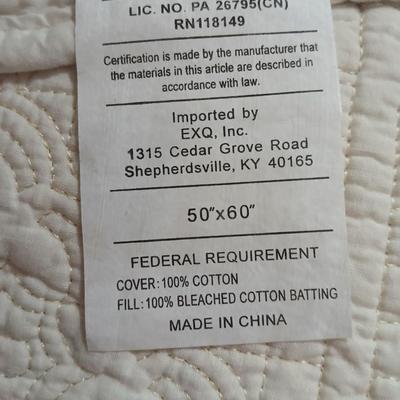 LIC. NO. PA 26795(CN)
RN118149
Certification is made by the manufacturer that
the materials in this article are described in
accordance with law.
Imported by
EXQ, Inc.
1315 Cedar Grove Road
Shepherdsville, KY 40165
50"x60"
FEDERAL REQUIREMENT
COVER: 100% COTTON
FILL: 100% BLEACHED COTTON BATTING
MADE IN CHINA